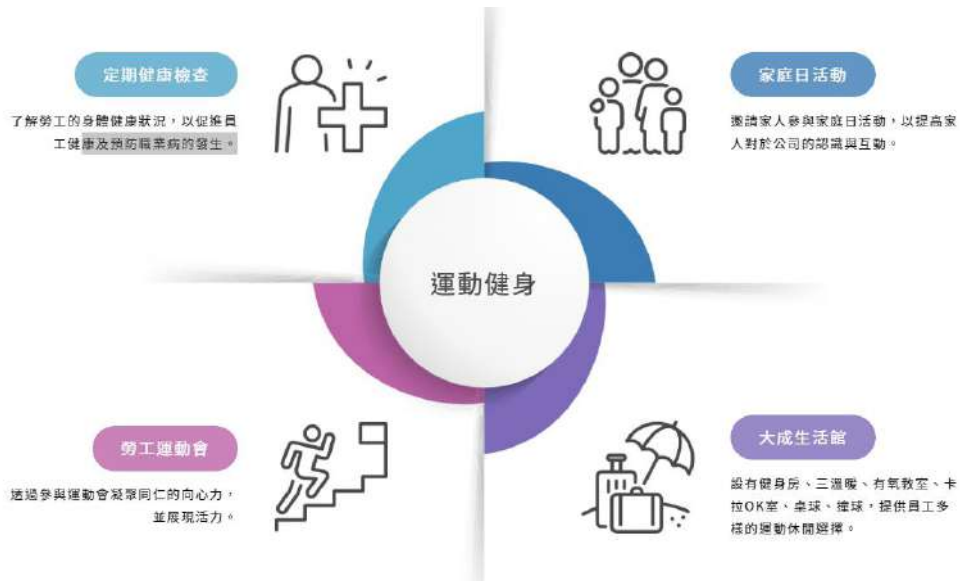 定期健康檢查
了解勞工的身體健康狀況，以促進員
工健康及預防職業病的發生。
家庭日活動
邀請家人參與家庭日活動，以提高家
人對於公司的認識與互動。
運動健身
勞工運動會
透過參與運動會凝聚同仁的向心力，
並展現活力。
大成生活館
設有健身房、三溫暖、有氧教室、卡
拉OK室、桌球、撞球，提供員工多
樣的運動休閒選擇。